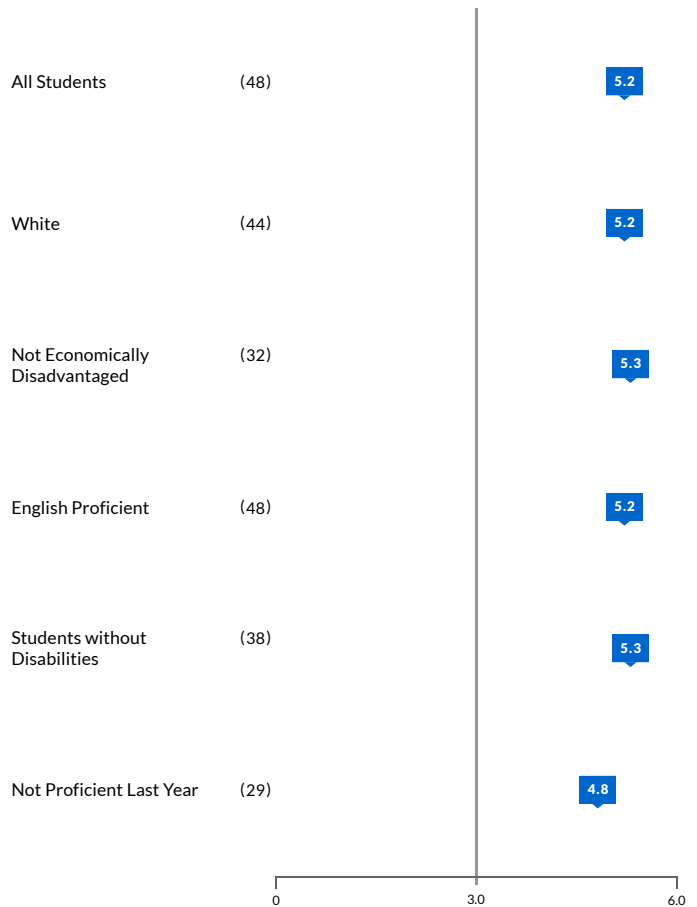 All Students (48) 5.2
White (44) 5.2
Not Economically (32) 5.3
Disadvantaged
English Proficient (48) 5.2
Students without (38) 5.3
Disabilities
Not Proficient Last Year (29) 4.8
0 3.0 6.0